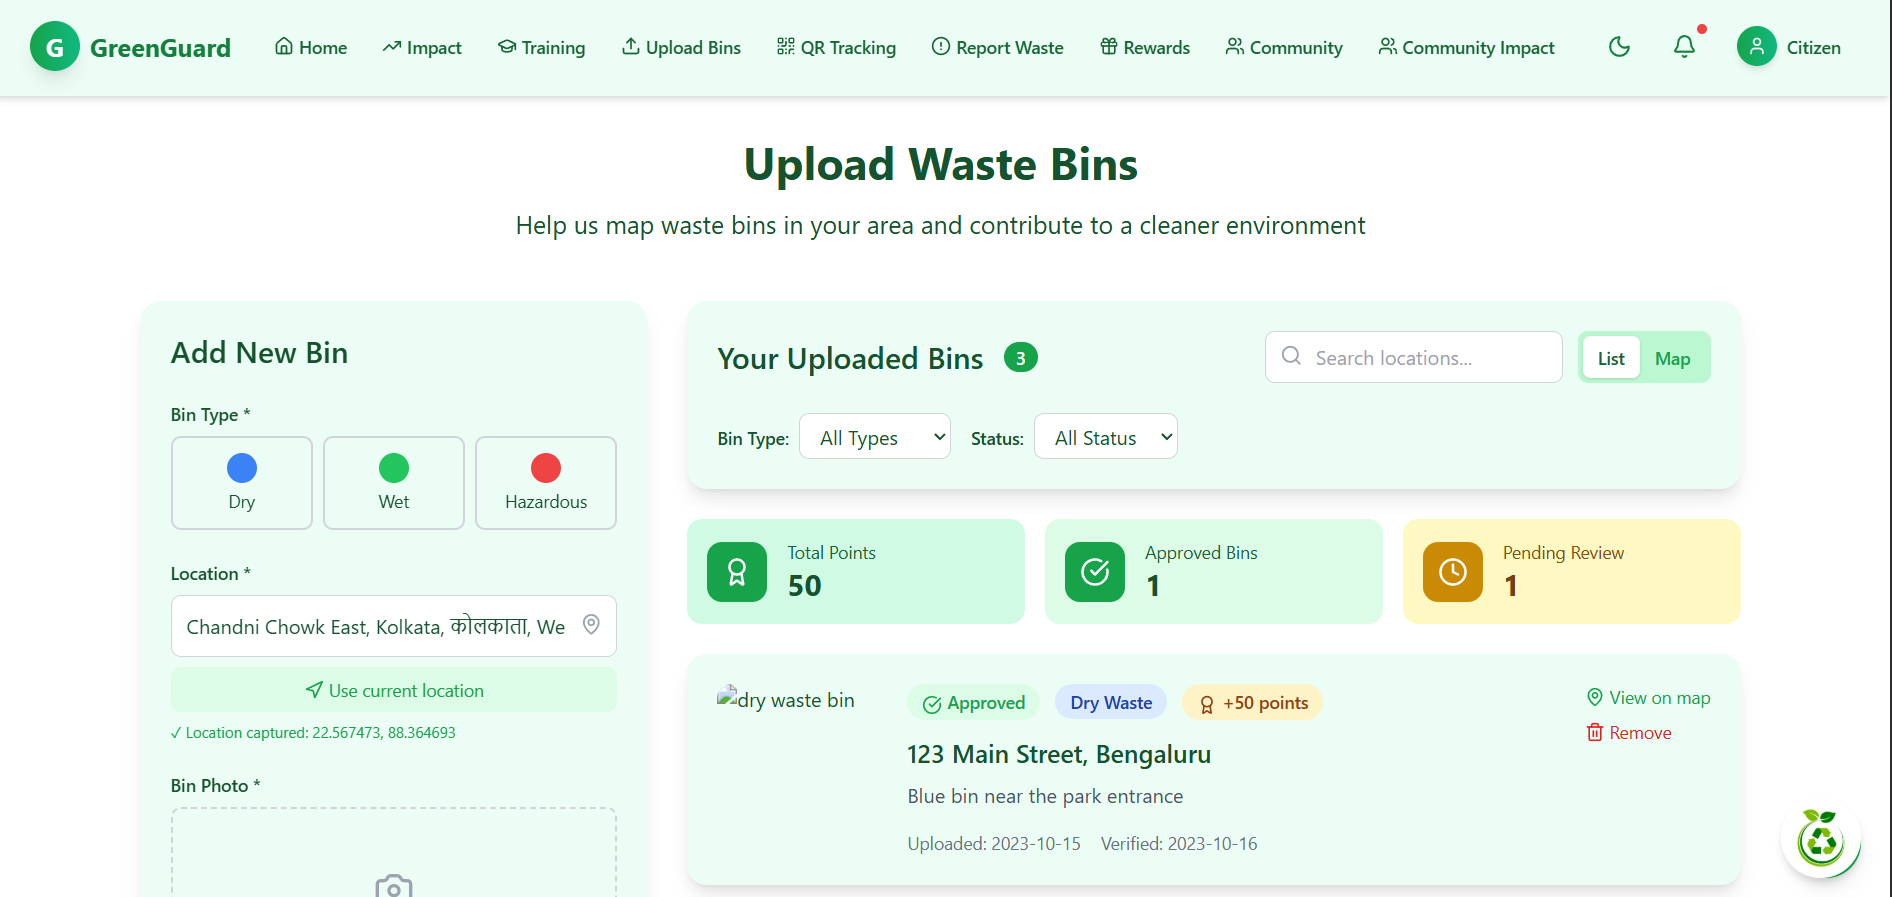 G GreenGuard Home Impact Training Upload Bins QR Tracking Report Waste Rewards Community Community Impact Citizen
Upload Waste Bins
Help us map waste bins in your area and contribute to a cleaner environment
Add New Bin
Bin Type *
Dry Wet Hazardous
Location *
Chandni Chowk East, Kolkata, कोलकाता, We
Use current location
✓ Location captured: 22.567473, 88.364693
Bin Photo *
Your Uploaded Bins 3
Search locations...
List Map
Bin Type: All Types Status: All Status
Total Points
50
Approved Bins
1
Pending Review
1
dry waste bin
Approved Dry Waste +50 points
123 Main Street, Bengaluru
Blue bin near the park entrance
Uploaded: 2023-10-15 Verified: 2023-10-16
View on map
Remove